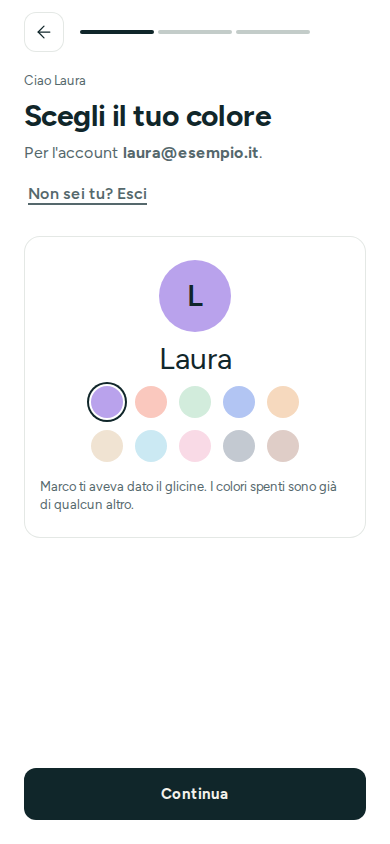 Ciao Laura
Scegli il tuo colore
Per l'account laura@esempio.it.
Non sei tu? Esci
L
Laura
Marco ti aveva dato il glicine. I colori spenti sono già
di qualcun altro.
Continua